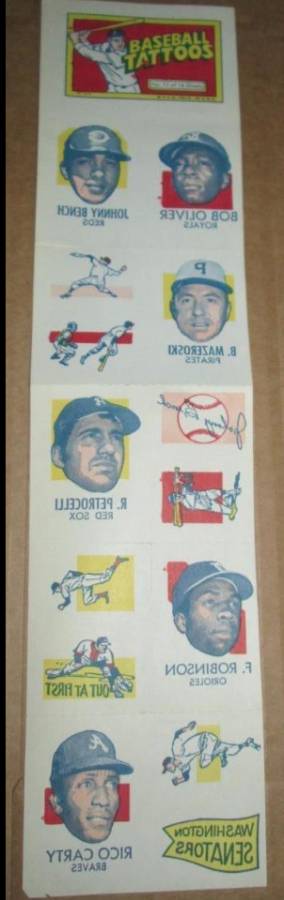 BASEBALL
TATTOOS
JOHNNY BENCH
REDS
BOB OLIVER
ROYALS
P
B. MAZEROSKI
PIRATES
R. PETROCELLI
RED SOX
F. ROBINSON
ORIOLES
OUT AT FIRST
A
RICO CARTY
BRAVES
WASHINGTON
SENATORS